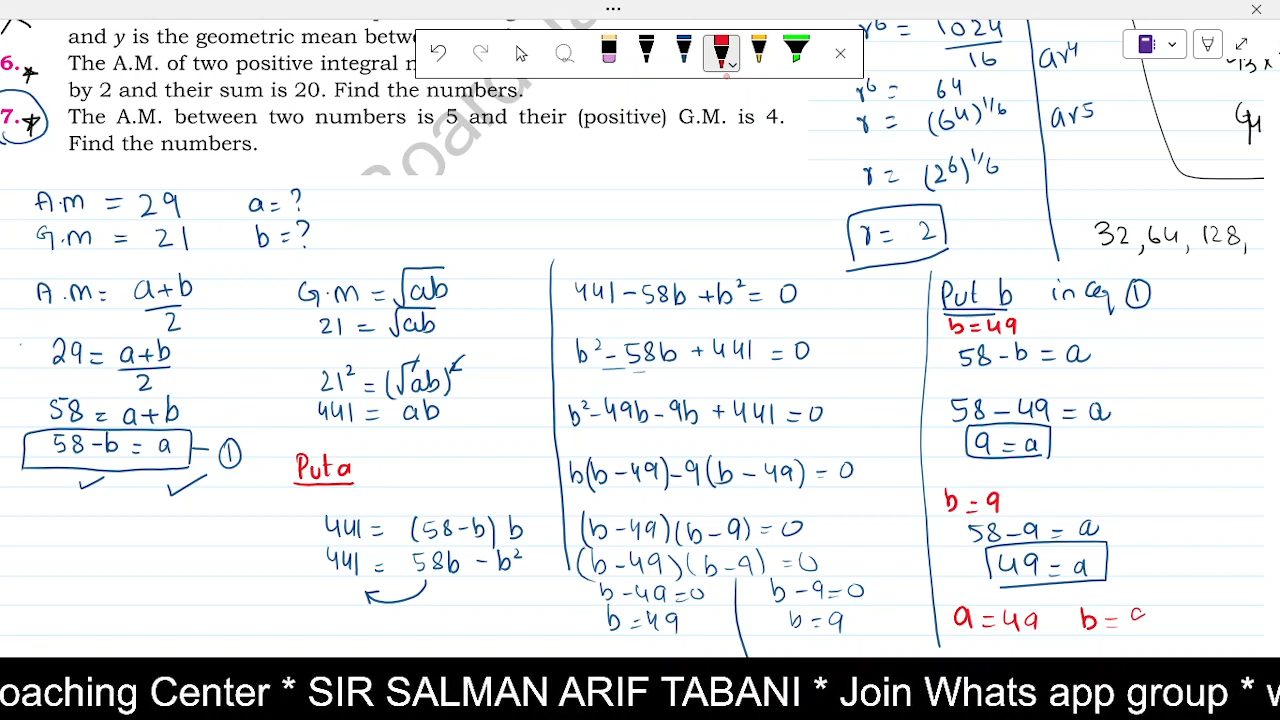 and y is the geometric mean betwe
6. The A.M. of two positive integral n
by 2 and their sum is 20. Find the numbers.
7. The A.M. between two numbers is 5 and their (positive) G.M. is 4.
Find the numbers.
A.m = 29 a=?
G.m = 21 b=?
A.m= a+b/2
29= a+b/2
58= a+b
58-b = a - ①
G.m = √ab
21 = √ab
21² = (√ab)²
441 = ab
Put a
441 = (58-b) b
441 = 58b - b²
441-58b+b²=0
b²-58b+441=0
b²-49b-9b+441=0
b(b-49)-9(b-49)=0
(b-49)(b-9)=0
(b-49)(b-9)=0
b-49=0 b-9=0
b=49 b=9
r⁶ = 1024/16
r⁶ = 64
r = (64)^1/6
r = (2⁶)^1/6
r = 2
ar⁴
ar⁵
32, 64, 128,
Put b in eq ①
b=49
58-b = a
58-49 = a
9=a
b=9
58-9=a
49=a
a=49 b=
oaching Center * SIR SALMAN ARIF TABANI * Join Whats app group * w